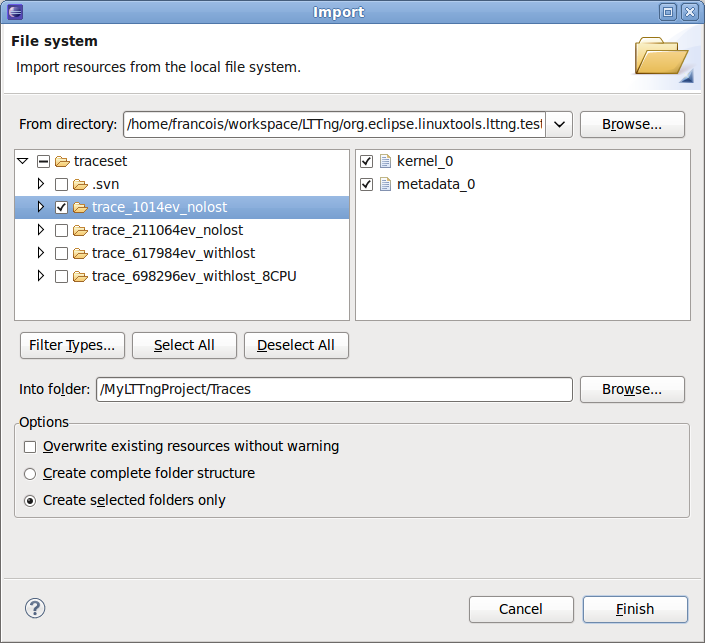 Import
File system
Import resources from the local file system.
From directory: /home/francois/workspace/LTTng/org.eclipse.linuxtools.lttng.test Browse...
traceset
.svn
trace_1014ev_nolost
trace_211064ev_nolost
trace_617984ev_withlost
trace_698296ev_withlost_8CPU
kernel_0
metadata_0
Filter Types... Select All Deselect All
Into folder: /MyLTTngProject/Traces Browse...
Options
Overwrite existing resources without warning
Create complete folder structure
Create selected folders only
? Cancel Finish